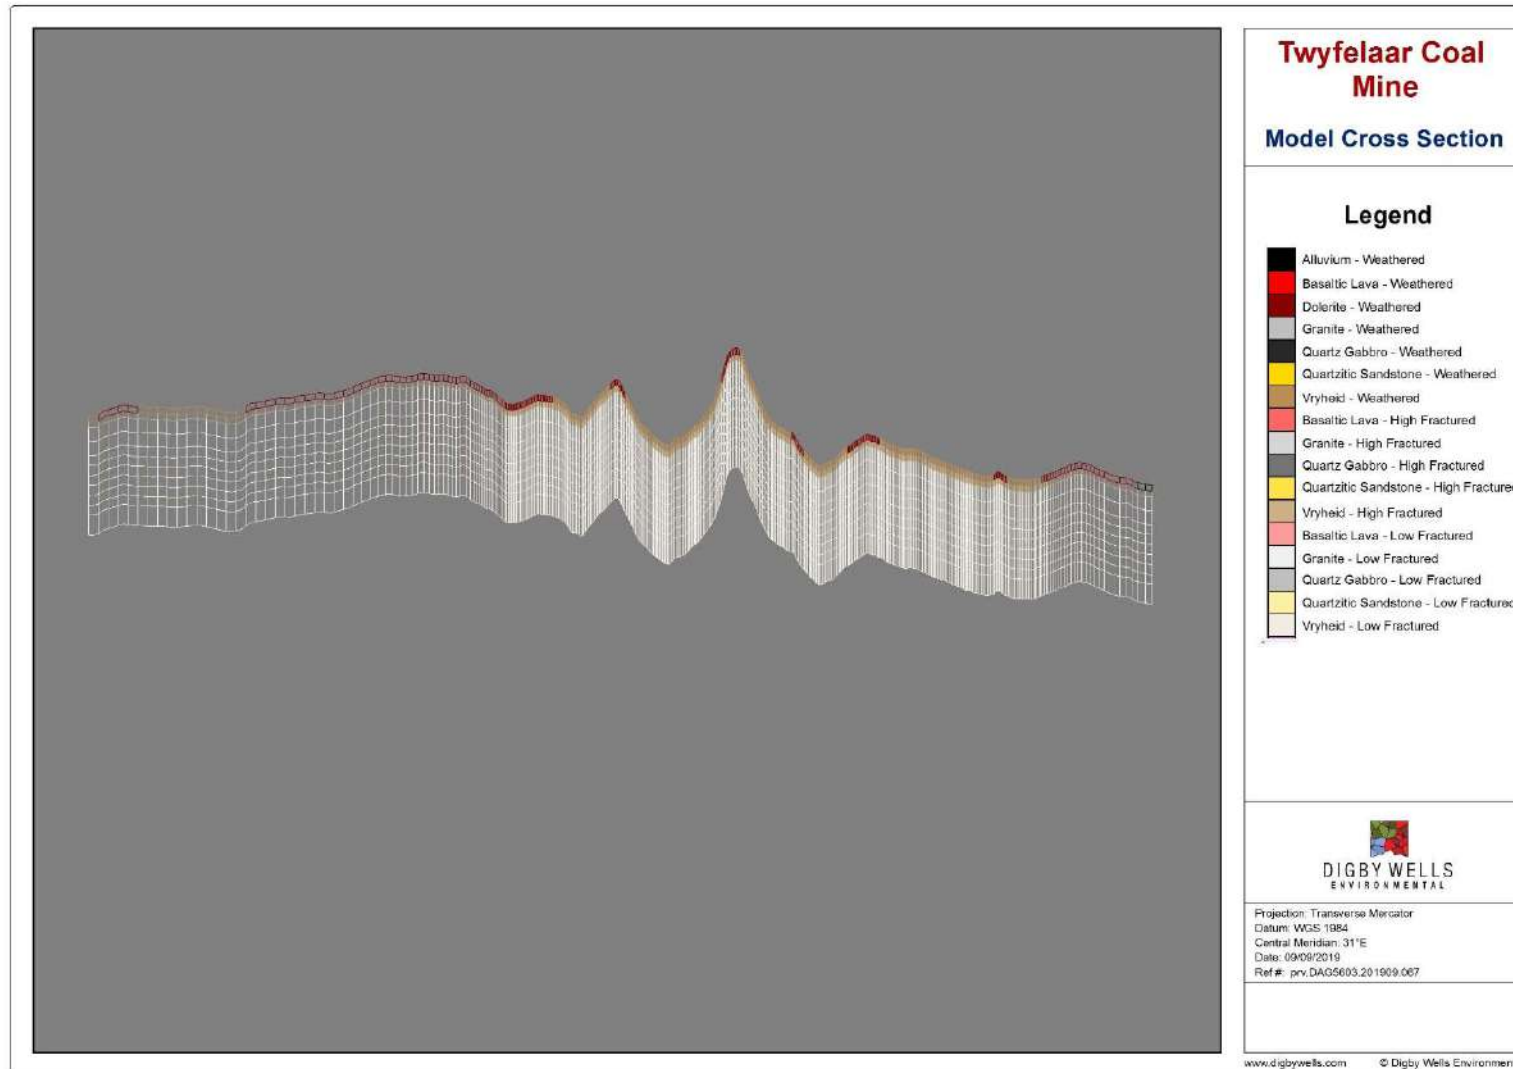 Twyfelaar Coal
Mine
Model Cross Section
Legend
Alluvium - Weathered
Basaltic Lava - Weathered
Dolerite - Weathered
Granite - Weathered
Quartz Gabbro - Weathered
Quartzitic Sandstone - Weathered
Vryheid - Weathered
Basaltic Lava - High Fractured
Granite - High Fractured
Quartz Gabbro - High Fractured
Quartzitic Sandstone - High Fractured
Vryheid - High Fractured
Basaltic Lava - Low Fractured
Granite - Low Fractured
Quartz Gabbro - Low Fractured
Quartzitic Sandstone - Low Fractured
Vryheid - Low Fractured
DIGBY WELLS
ENVIRONMENTAL
Projection: Transverse Mercator
Datum: WGS 1984
Central Meridian: 31°E
Date: 09/09/2019
Ref #: prv.DAG5603.201909.067
www.digbywells.com © Digby Wells Environmen